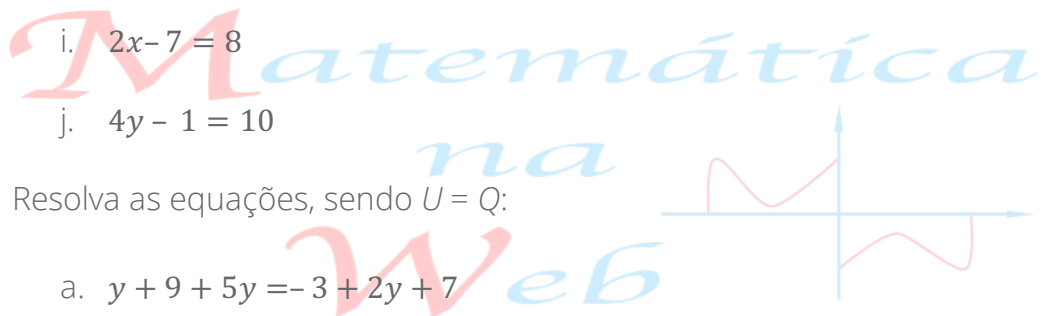 Matemática
na
Web
i. 2x– 7 = 8
j. 4y – 1 = 10
Resolva as equações, sendo U = Q:
a. y + 9 + 5y =– 3 + 2y + 7